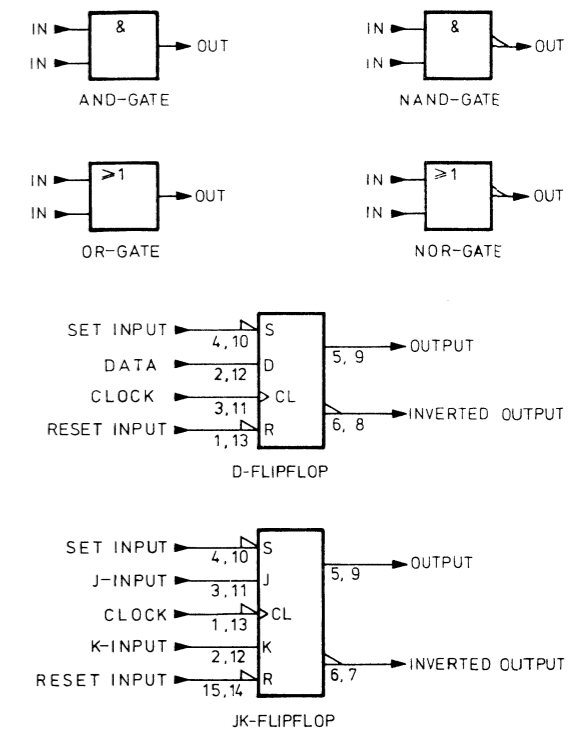 IN & OUT
IN
AND-GATE
IN & OUT
IN
NAND-GATE
IN ⩾1 OUT
IN
OR-GATE
IN ⩾1 OUT
IN
NOR-GATE
SET INPUT 4,10 S
DATA 2,12 D
CLOCK 3,11 CL
RESET INPUT 1,13 R
5, 9 OUTPUT
6, 8 INVERTED OUTPUT
D-FLIPFLOP
SET INPUT 4,10 S
J-INPUT 3,11 J
CLOCK 1,13 CL
K-INPUT 2,12 K
RESET INPUT 15,14 R
5, 9 OUTPUT
6,7 INVERTED OUTPUT
JK-FLIPFLOP